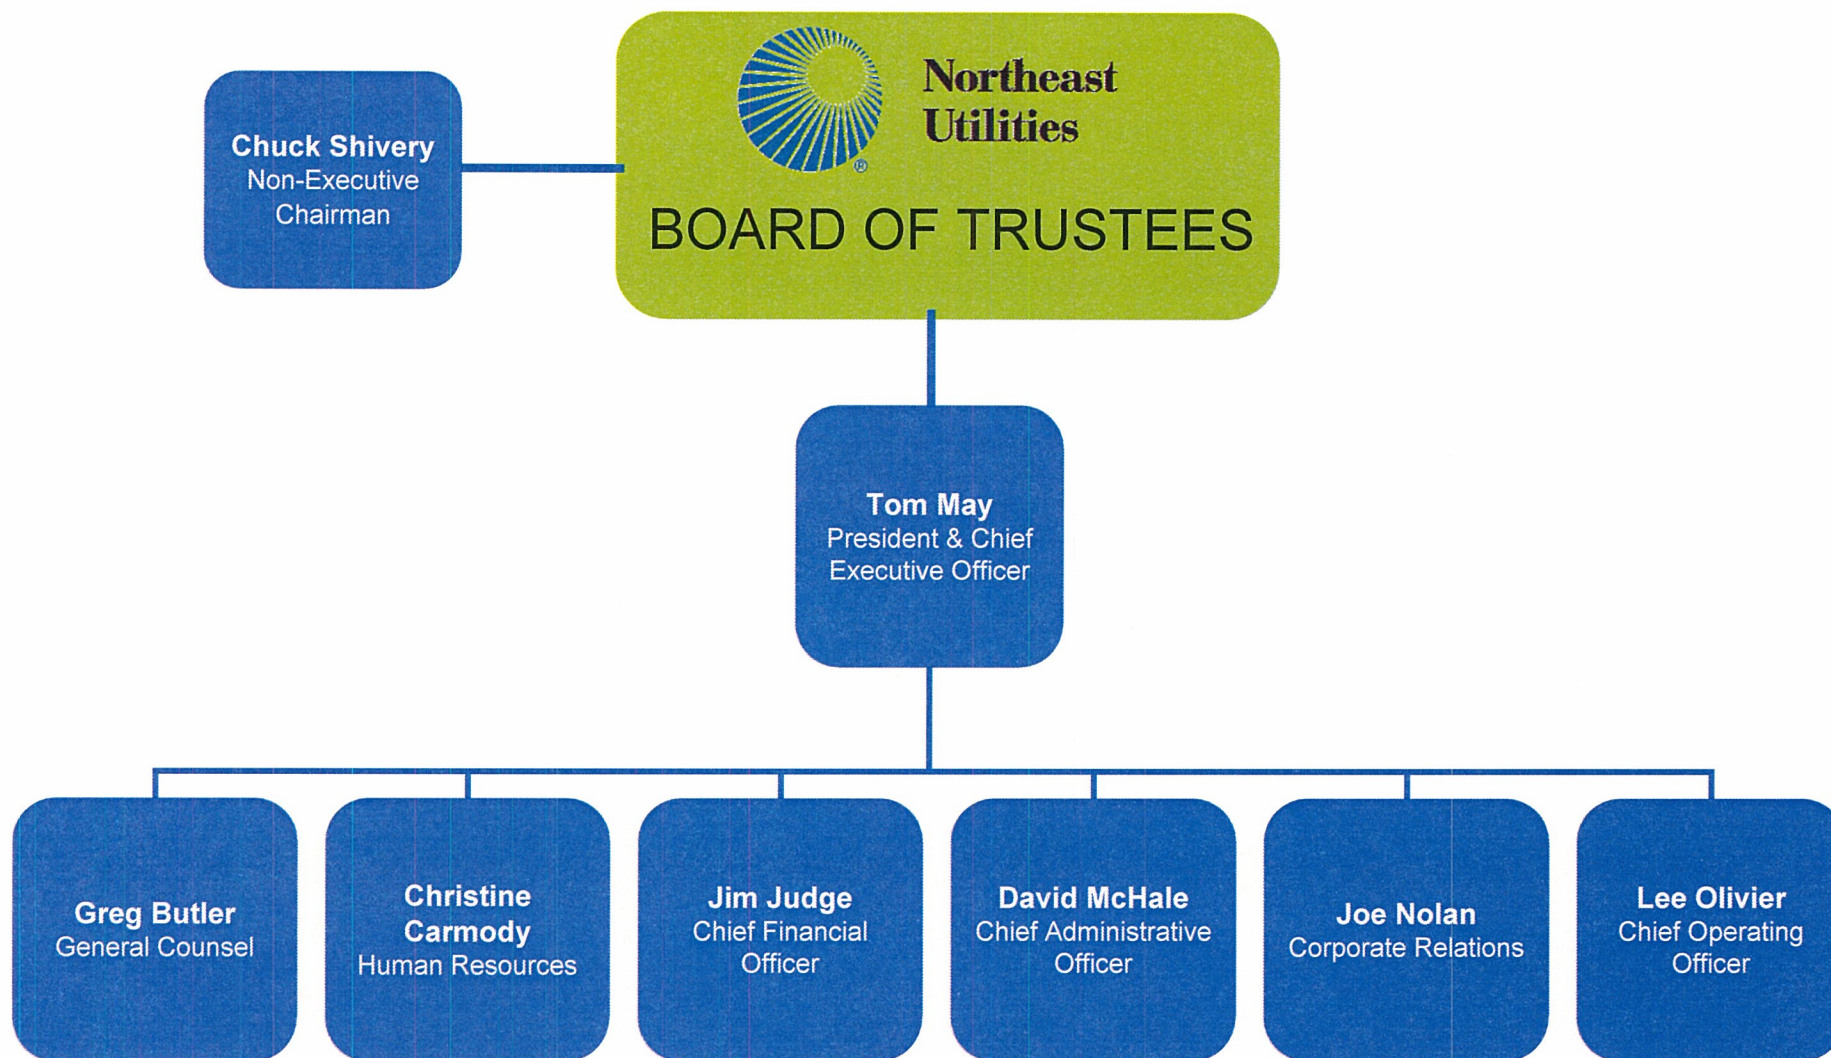 Northeast
Utilities
®
BOARD OF TRUSTEES
Chuck Shivery
Non-Executive
Chairman
Tom May
President & Chief
Executive Officer
Greg Butler
General Counsel
Christine
Carmody
Human Resources
Jim Judge
Chief Financial
Officer
David McHale
Chief Administrative
Officer
Joe Nolan
Corporate Relations
Lee Olivier
Chief Operating
Officer